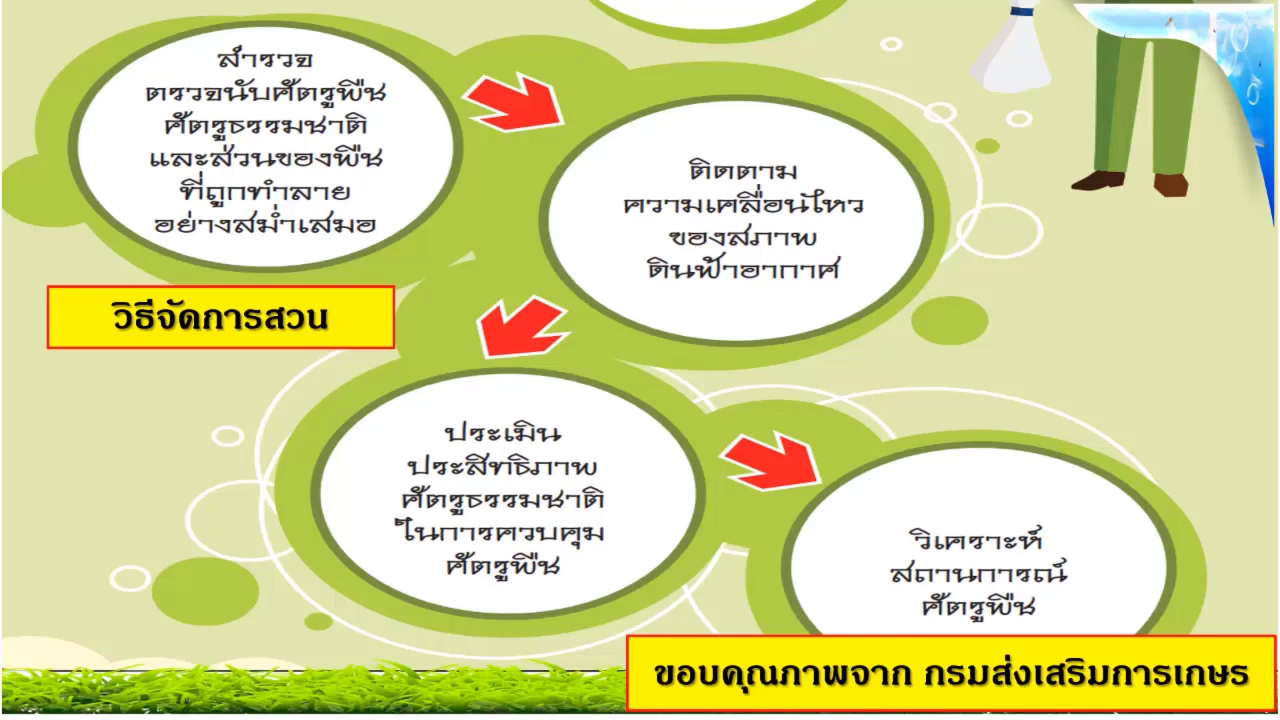 สำรวจ
ตรวจนับศัตรูพืช
ศัตรูธรรมชาติ
และส่วนของพืช
ที่ถูกทำลาย
อย่างสม่ำเสมอ
ติดตาม
ความเคลื่อนไหว
ของสภาพ
ดินฟ้าอากาศ
วิธีจัดการสวน
ประเมิน
ประสิทธิภาพ
ศัตรูธรรมชาติ
ในการควบคุม
ศัตรูพืช
วิเคราะห์
สถานการณ์
ศัตรูพืช
ขอบคุณภาพจาก กรมส่งเสริมการเกษร